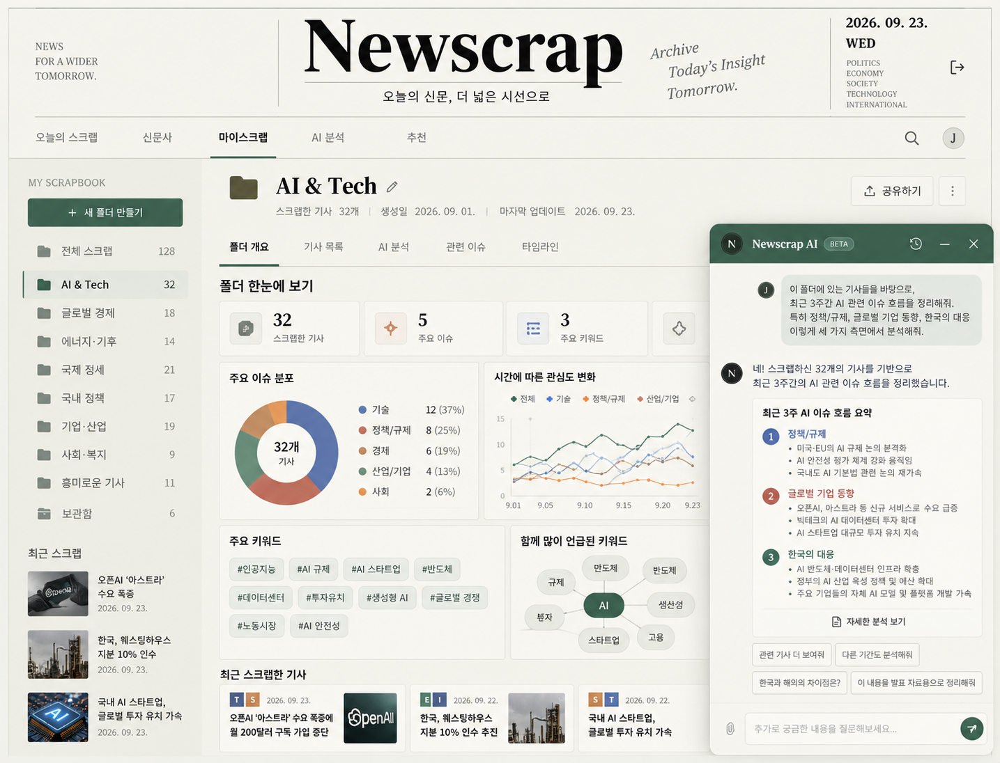 NEWS
FOR A WIDER
TOMORROW.
Newscrap
오늘의 신문, 더 넓은 시선으로
Archive
Today's Insight
Tomorrow.
2026. 09. 23.
WED
POLITICS
ECONOMY
SOCIETY
TECHNOLOGY
INTERNATIONAL
오늘의 스크랩
신문사
마이스크랩
AI 분석
추천
J
MY SCRAPBOOK
+ 새 폴더 만들기
전체 스크랩 128
AI & Tech 32
글로벌 경제 18
에너지·기후 14
국제 정세 21
국내 정책 17
기업·산업 19
사회·복지 9
흥미로운 기사 11
보관함 6
최근 스크랩
오픈AI ‘아스트라’
수요 폭증
2026. 09. 23.
한국, 웨스팅하우스
지분 10% 인수
2026. 09. 23.
AI
국내 AI 스타트업,
글로벌 투자 유치 가속
2026. 09. 23.
AI & Tech
스크랩한 기사 32개 | 생성일 2026. 09. 01. | 마자막 업데이트 2026. 09. 23.
공유하기
폴더 개요
기사 목록
AI 분석
관련 이슈
타임라인
폴더 한눈에 보기
32
스크랩한 기사
5
주요 이슈
3
주요 키워드
주요 이슈 분포
32개
기사
기술 12 (37%)
정책/규제 8 (25%)
경제 6 (19%)
산업/기업 4 (13%)
사회 2 (6%)
시간에 따른 관심도 변화
전체 기술 정책/규제 산업/기업
15
10
5
0
9.01 9.05 9.10 9.15 9.20 9.23
주요 키워드
#인공지능 #AI 규제 #AI 스타트업 #반도체
#데이터센터 #투자유치 #생성형 AI #글로벌 경쟁
#노동시장 #AI 안전성
함께 많이 언급된 키워드
만도체
반도체
규제
AI
스타트업
고용
최근 스크랩한 기사
T S 2026. 09. 23.
오픈AI ‘아스트라’ 수요 폭증에
월 200달러 구독 가입 중단
E I 2026. 09. 22.
한국, 웨스팅하우스
지분 10% 인수 추진
S T 2026. 09. 22.
국내 AI 스타트업,
글로벌 투자 유치 가속
N Newscrap AI BETA
J
이 폴더에 있는 기사들을 바탕으로,
최근 3주간 AI 관련 이슈 흐름을 정리해줘.
특히 정책/규제, 글로벌 기업 동향, 한국의 대응
이렇게 세 가지 측면에서 분석해줘.
N
네! 스크랩하신 32개의 기사를 기반으로
최근 3주간의 AI 관련 이슈 흐름을 정리했습니다.
최근 3주 AI 이슈 흐름 요약
1 정책/규제
• 미국·EU의 AI 규제 논의 본격화
• AI 안전성 평가 체계 강화 움직임
• 국내도 AI 기본법 관련 논의 재가속
2 글로벌 기업 동향
• 오픈AI, 아스트라 등 신규 서비스로 수요 급증
• 빅테크의 AI 데이터센터 투자 확대
• AI 스타트업 대규모 투자 유치 지속
3 한국의 대응
• AI 반도체·데이터센터 인프라 확충
• 정부의 AI 산업 육성 정책 및 예산 확대
• 주요 기업들의 자체 AI 모델 및 플랫폼 개발 가속
자세한 분석 보기
관련 기사 더 보여줘
다른 기간도 분석해줘
한국과 해외의 차이점은?
이 내용을 발표 자료용으로 정리해줘
추가로 궁금한 내용을 질문해보세요...